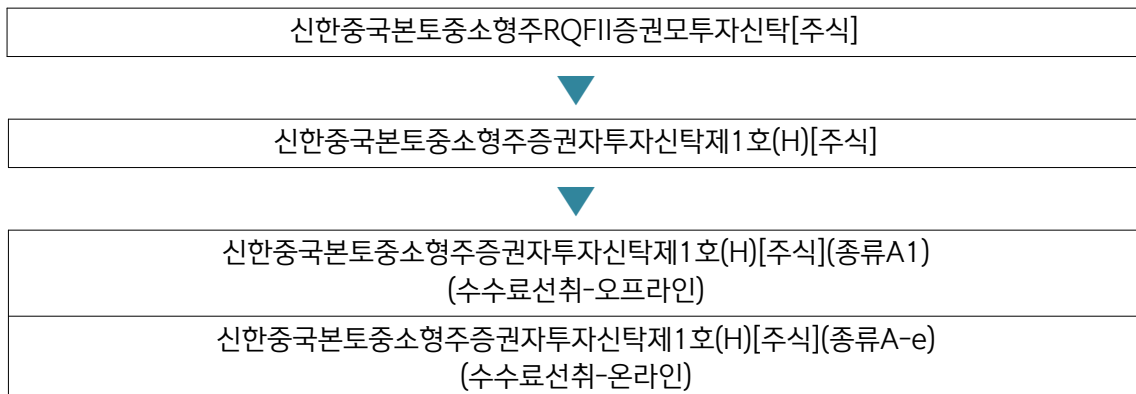 신한중국본토중소형주RQFII증권모투자신탁[주식]
신한중국본토중소형주증권자투자신탁제1호(H)[주식]
신한중국본토중소형주증권자투자신탁제1호(H)[주식](종류A1)
(수수료선취-오프라인)
신한중국본토중소형주증권자투자신탁제1호(H)[주식](종류A-e)
(수수료선취-온라인)